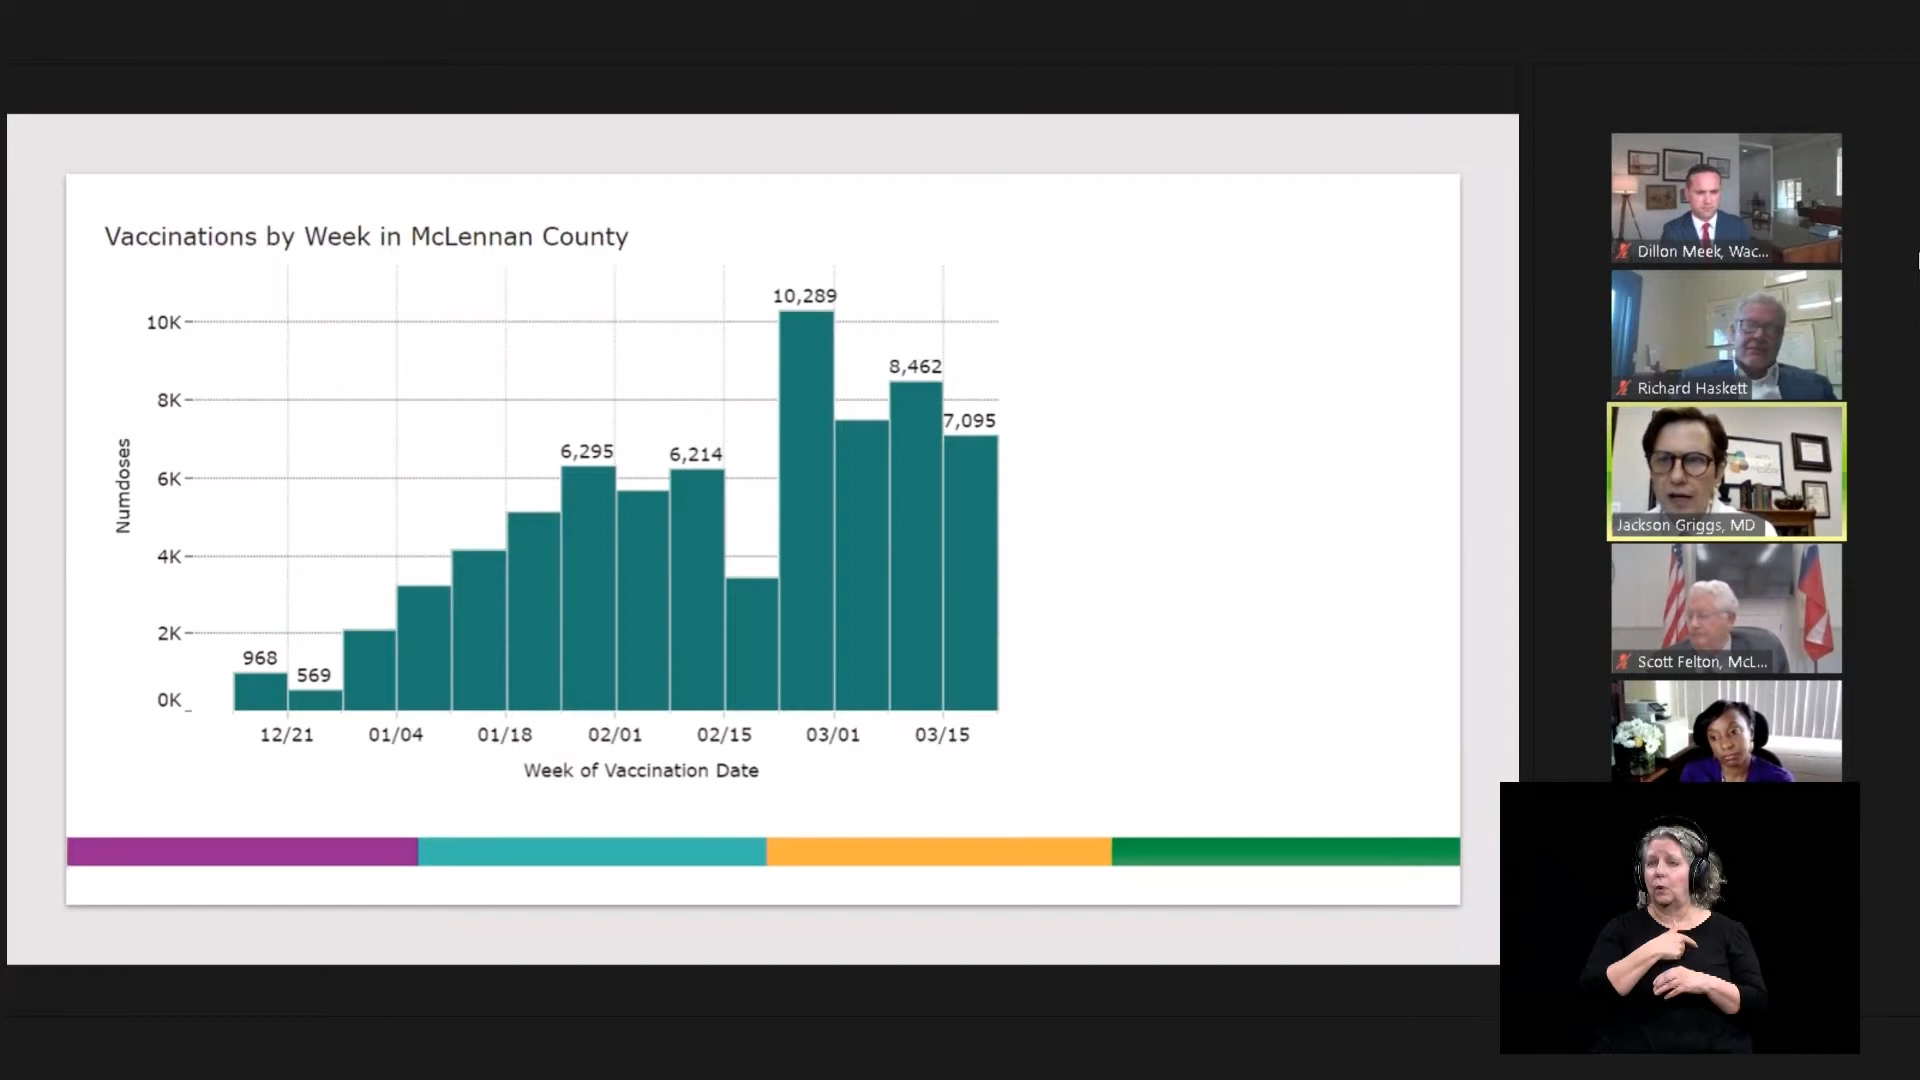 Vaccinations by Week in McLennan County
10,289
10K
8,462
8K
7,095
6,295
6,214
6K
Numdoses
4K
2K
968
569
0K
12/21 01/04 01/18 02/01 02/15 03/01 03/15
Week of Vaccination Date
Dillon Meek, Wac...
Richard Haskett
Jackson Griggs, MD
Scott Felton, McL...